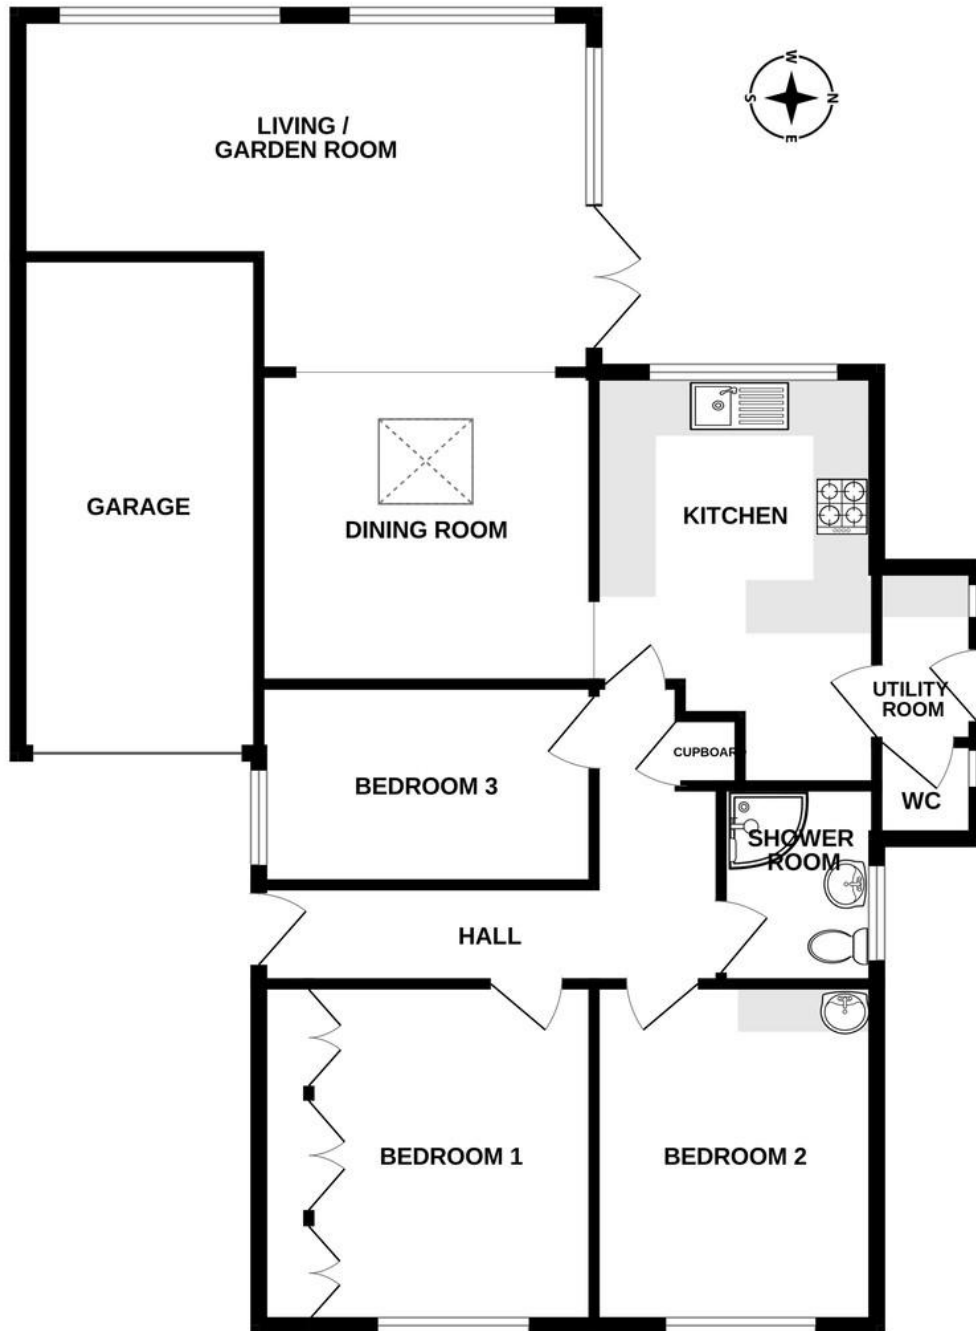 W
S
N
E
LIVING /
GARDEN ROOM
GARAGE
DINING ROOM
KITCHEN
UTILITY
ROOM
CUPBOARD
BEDROOM 3
WC
SHOWER
ROOM
HALL
BEDROOM 1
BEDROOM 2